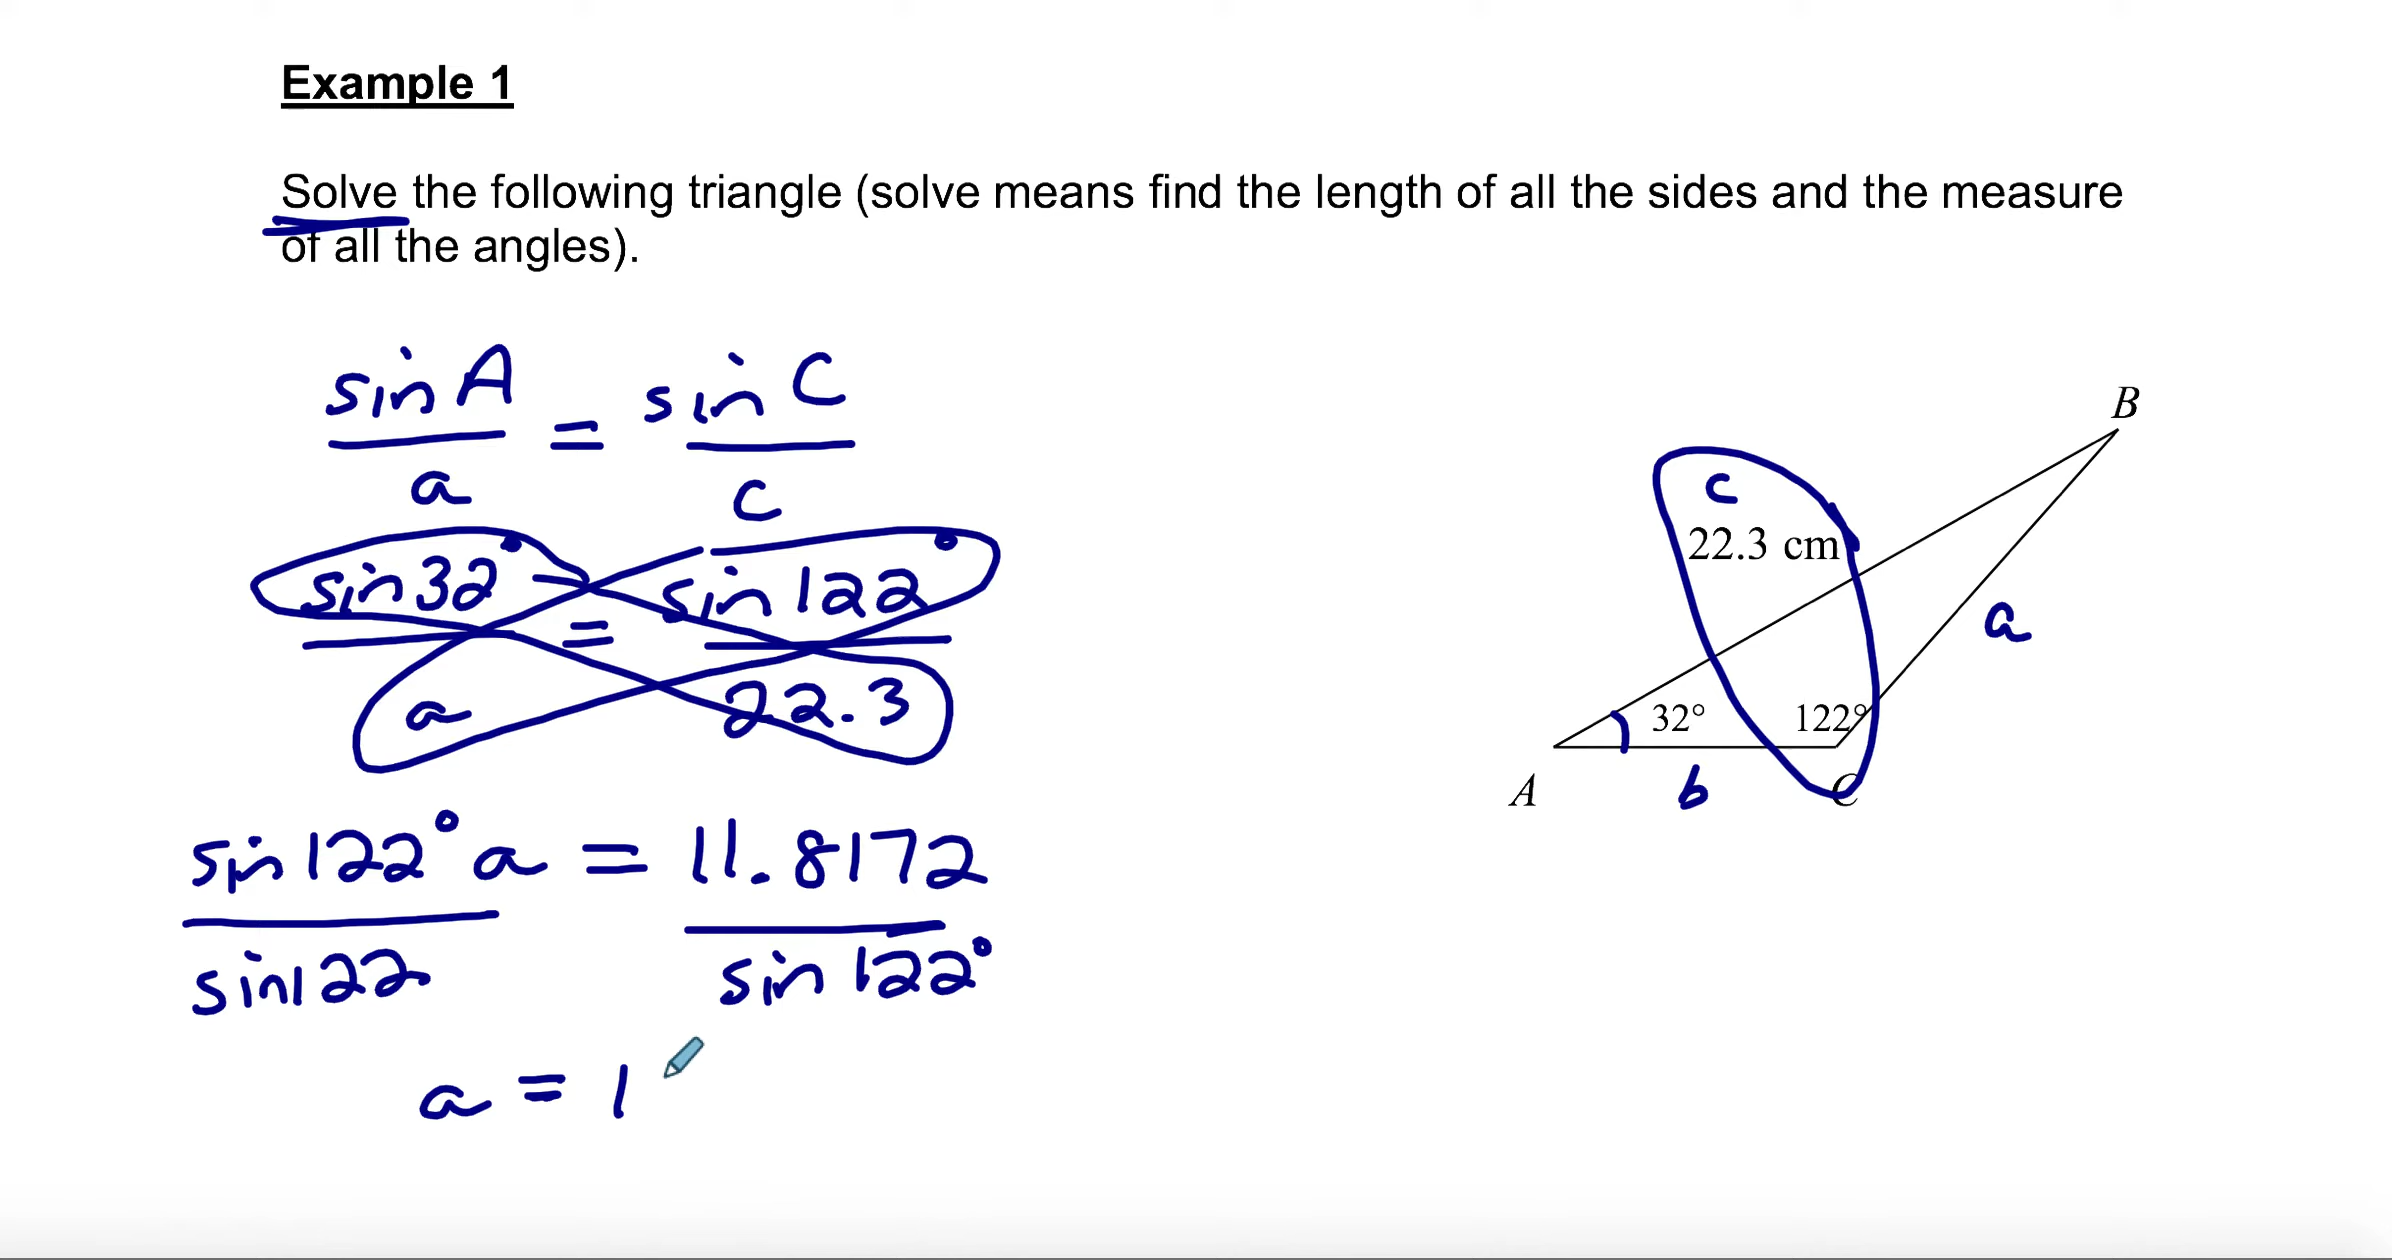 Example 1
Solve the following triangle (solve means find the length of all the sides and the measure
of all the angles).
sin A / a = sin C / c
sin 32° / a = sin 122° / 22.3
sin 122° a / sin 122 = 11.8172 / sin 122°
a = 1
B
c
22.3 cm
a
32° 122°
A b C